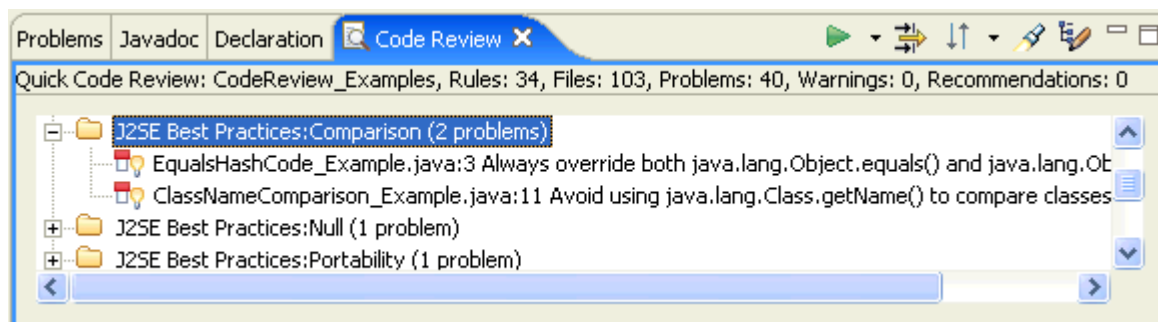 Problems Javadoc Declaration Code Review
Quick Code Review: CodeReview_Examples, Rules: 34, Files: 103, Problems: 40, Warnings: 0, Recommendations: 0
J2SE Best Practices:Comparison (2 problems)
EqualsHashCode_Example.java:3 Always override both java.lang.Object.equals() and java.lang.Ob
ClassNameComparison_Example.java:11 Avoid using java.lang.Class.getName() to compare classes
J2SE Best Practices:Null (1 problem)
J2SE Best Practices:Portability (1 problem)